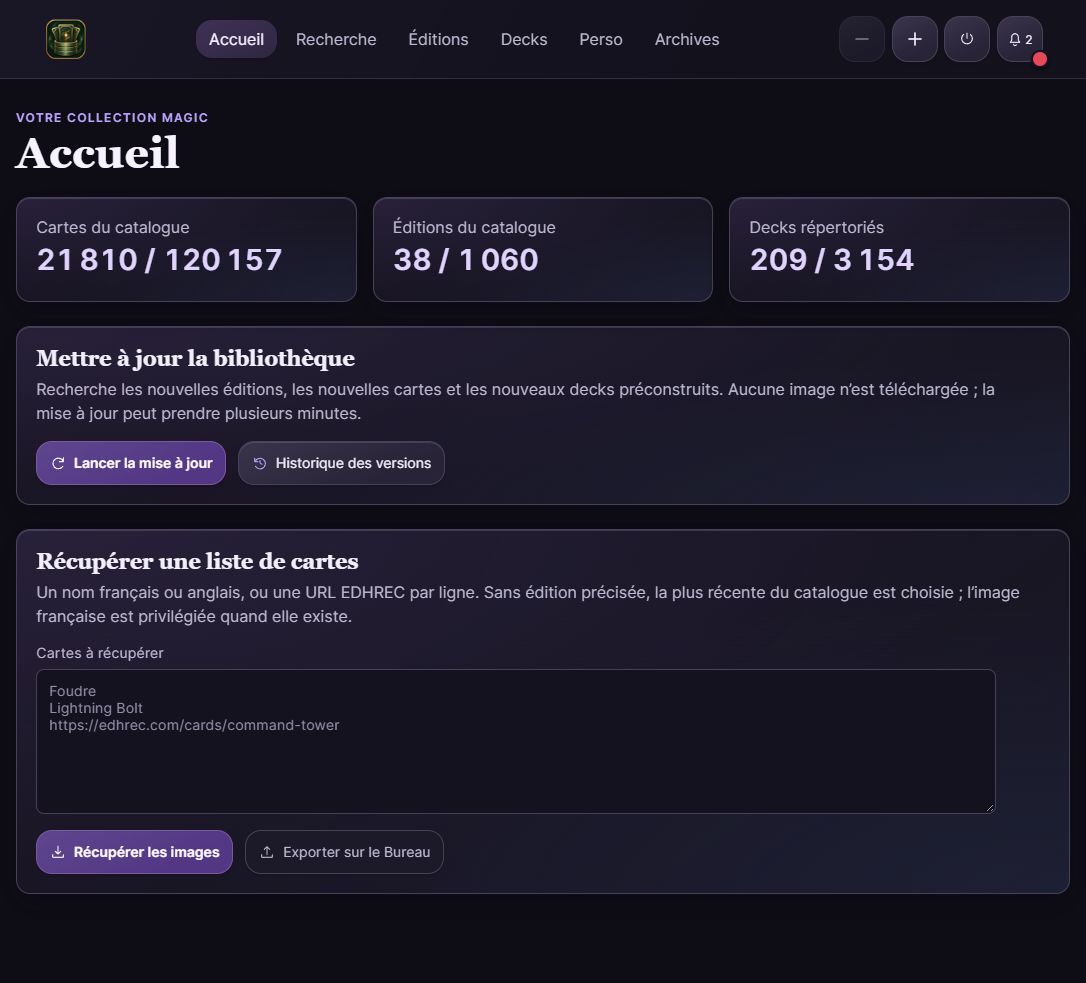 Accueil
Recherche
Éditions
Decks
Perso
Archives
2
VOTRE COLLECTION MAGIC
Accueil
Cartes du catalogue
21 810 / 120 157
Éditions du catalogue
38 / 1 060
Decks répertoriés
209 / 3 154
Mettre à jour la bibliothèque
Recherche les nouvelles éditions, les nouvelles cartes et les nouveaux decks préconstruits. Aucune image n’est téléchargée ; la
mise à jour peut prendre plusieurs minutes.
Lancer la mise à jour
Historique des versions
Récupérer une liste de cartes
Un nom français ou anglais, ou une URL EDHREC par ligne. Sans édition précisée, la plus récente du catalogue est choisie ; l’image
française est privilégiée quand elle existe.
Cartes à récupérer
Foudre
Lightning Bolt
https://edhrec.com/cards/command-tower
Récupérer les images
Exporter sur le Bureau